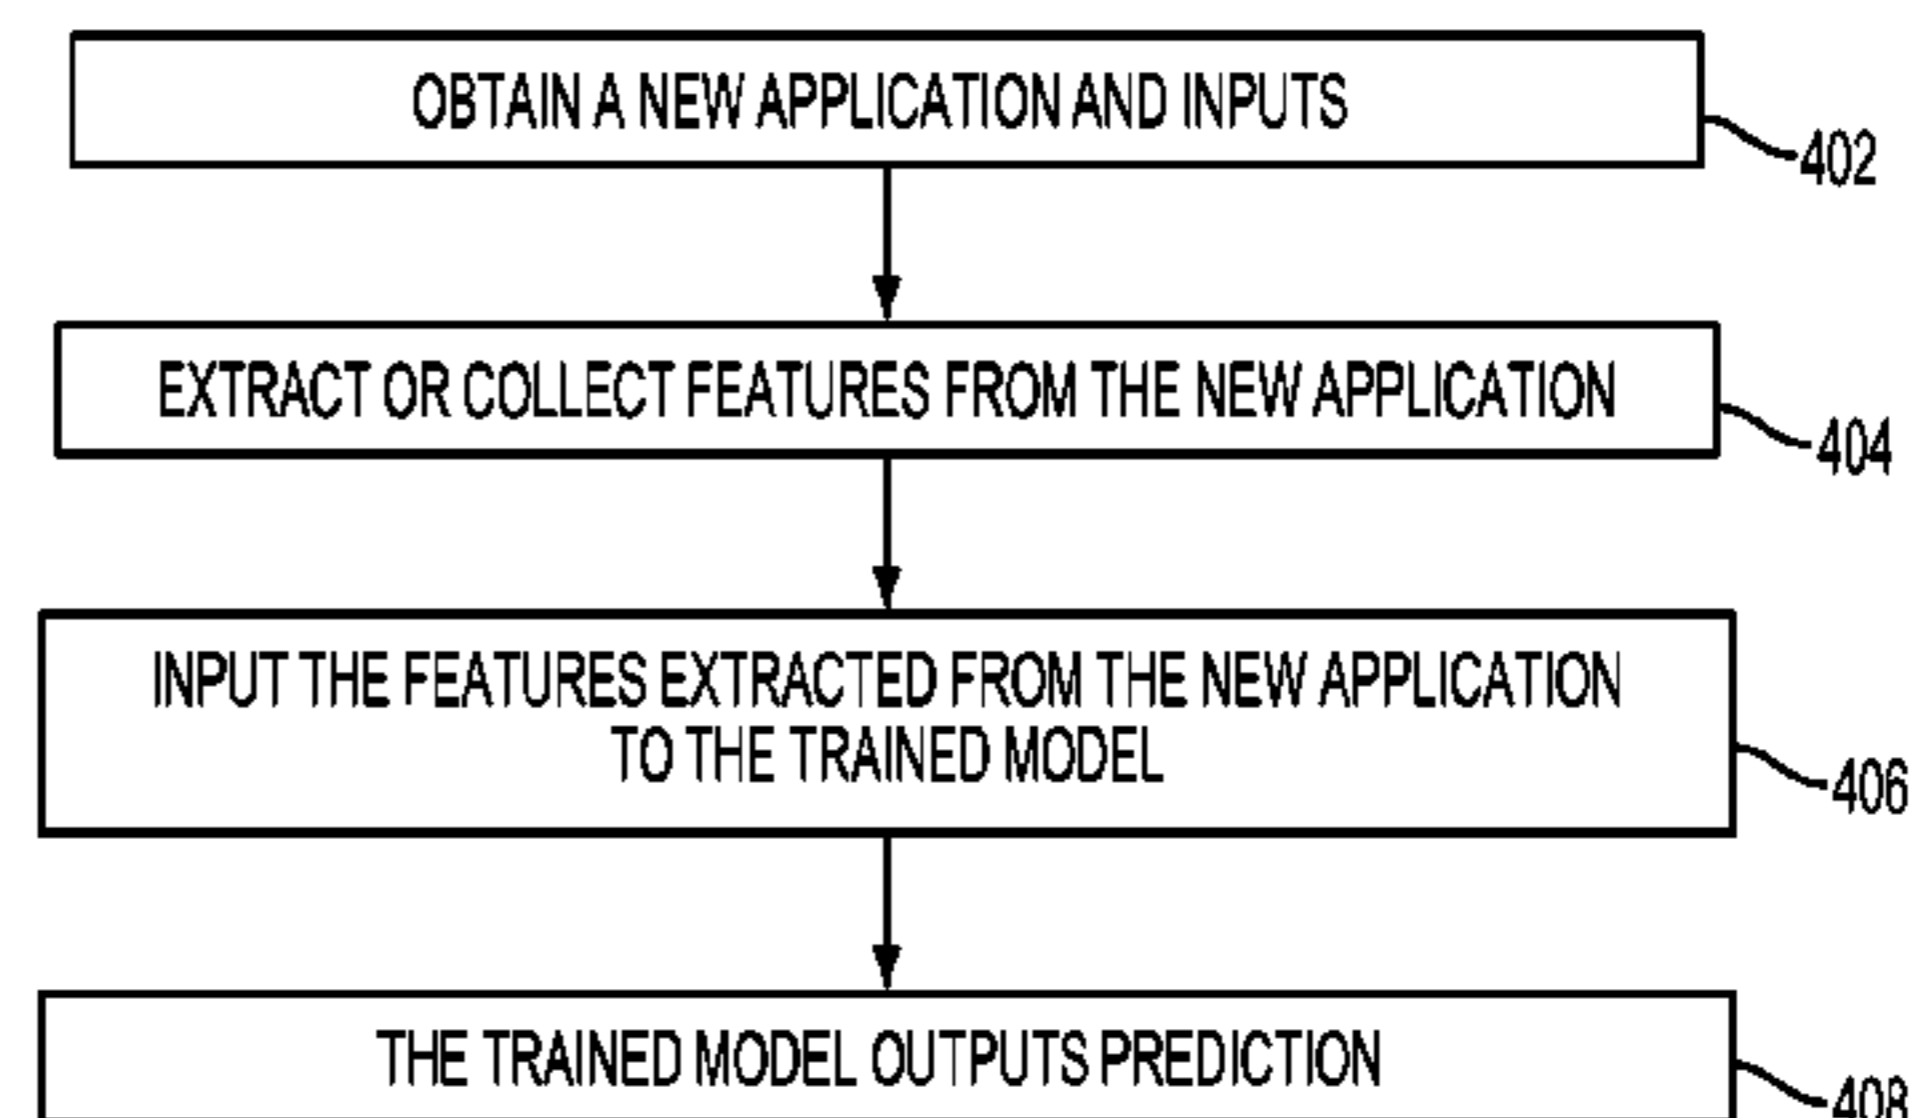 OBTAIN A NEW APPLICATION AND INPUTS
402
EXTRACT OR COLLECT FEATURES FROM THE NEW APPLICATION
404
INPUT THE FEATURES EXTRACTED FROM THE NEW APPLICATION
TO THE TRAINED MODEL
406
THE TRAINED MODEL OUTPUTS PREDICTION
408